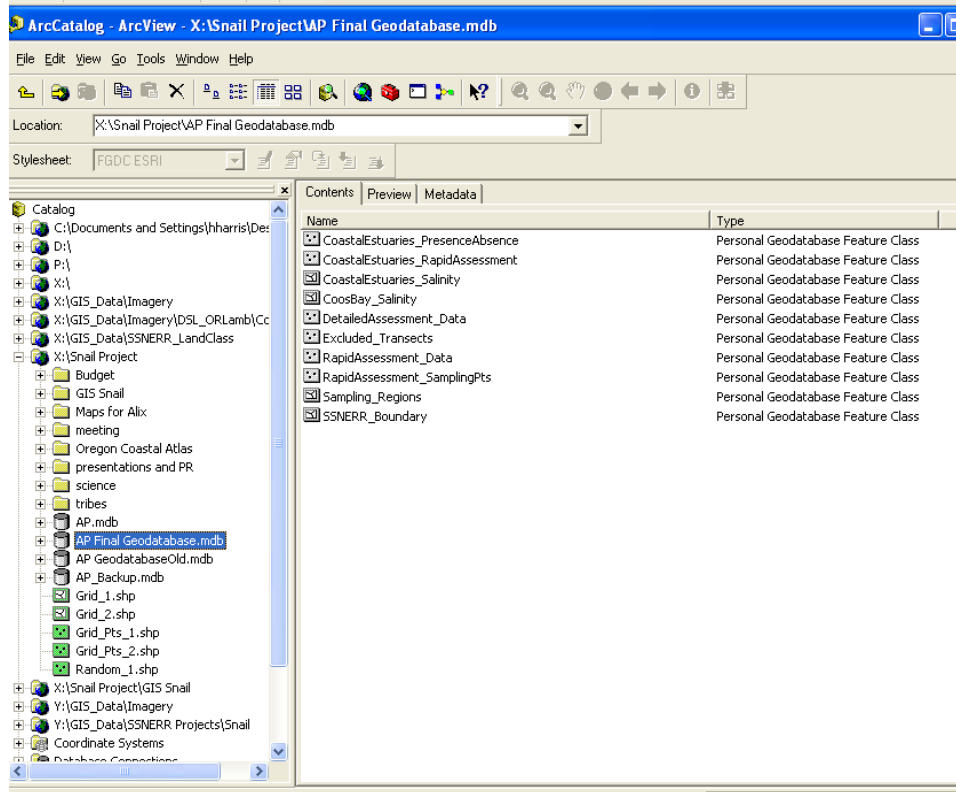 ArcCatalog - ArcView - X:\Snail Project\AP Final Geodatabase.mdb
File Edit View Go Tools Window Help
Location: X:\Snail Project\AP Final Geodatabase.mdb
Stylesheet: FGDC ESRI
Contents Preview Metadata
Catalog
C:\Documents and Settings\hharris\Des
D:\
P:\
X:\
X:\GIS_Data\Imagery
X:\GIS_Data\Imagery\DSL_ORLamb\Cc
X:\GIS_Data\SSNERR_LandClass
X:\Snail Project
Budget
GIS Snail
Maps for Alix
meeting
Oregon Coastal Atlas
presentations and PR
science
tribes
AP.mdb
AP Final Geodatabase.mdb
AP GeodatabaseOld.mdb
AP_Backup.mdb
Grid_1.shp
Grid_2.shp
Grid_Pts_1.shp
Grid_Pts_2.shp
Random_1.shp
X:\Snail Project\GIS Snail
Y:\GIS_Data\Imagery
Y:\GIS_Data\SSNERR Projects\Snail
Coordinate Systems
Database Connections
Name Type
CoastalEstuaries_PresenceAbsence Personal Geodatabase Feature Class
CoastalEstuaries_RapidAssessment Personal Geodatabase Feature Class
CoastalEstuaries_Salinity Personal Geodatabase Feature Class
CoosBay_Salinity Personal Geodatabase Feature Class
DetailedAssessment_Data Personal Geodatabase Feature Class
Excluded_Transects Personal Geodatabase Feature Class
RapidAssessment_Data Personal Geodatabase Feature Class
RapidAssessment_SamplingPts Personal Geodatabase Feature Class
Sampling_Regions Personal Geodatabase Feature Class
SSNERR_Boundary Personal Geodatabase Feature Class